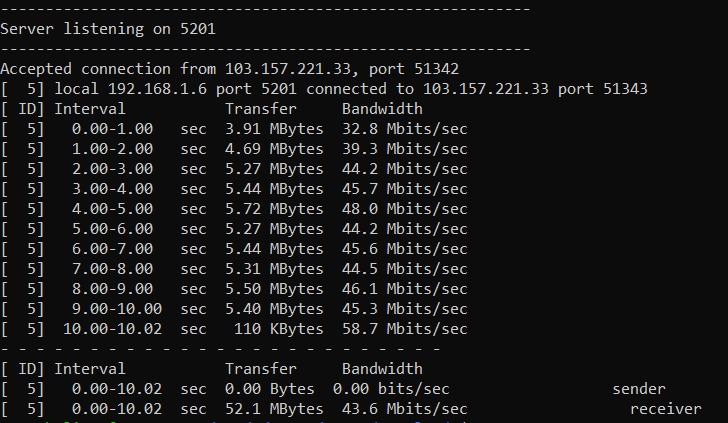 -----------------------------------------------------------
Server listening on 5201
-----------------------------------------------------------
Accepted connection from 103.157.221.33, port 51342
[  5] local 192.168.1.6 port 5201 connected to 103.157.221.33 port 51343
[ ID] Interval           Transfer     Bandwidth
[  5]   0.00-1.00   sec  3.91 MBytes  32.8 Mbits/sec
[  5]   1.00-2.00   sec  4.69 MBytes  39.3 Mbits/sec
[  5]   2.00-3.00   sec  5.27 MBytes  44.2 Mbits/sec
[  5]   3.00-4.00   sec  5.44 MBytes  45.7 Mbits/sec
[  5]   4.00-5.00   sec  5.72 MBytes  48.0 Mbits/sec
[  5]   5.00-6.00   sec  5.27 MBytes  44.2 Mbits/sec
[  5]   6.00-7.00   sec  5.44 MBytes  45.6 Mbits/sec
[  5]   7.00-8.00   sec  5.31 MBytes  44.5 Mbits/sec
[  5]   8.00-9.00   sec  5.50 MBytes  46.1 Mbits/sec
[  5]   9.00-10.00  sec  5.40 MBytes  45.3 Mbits/sec
[  5]  10.00-10.02  sec   110 KBytes  58.7 Mbits/sec
- - - - - - - - - - - - - - - - - - - - - - - - -
[ ID] Interval           Transfer     Bandwidth
[  5]   0.00-10.02  sec  0.00 Bytes  0.00 bits/sec                  sender
[  5]   0.00-10.02  sec  52.1 MBytes  43.6 Mbits/sec                  receiver